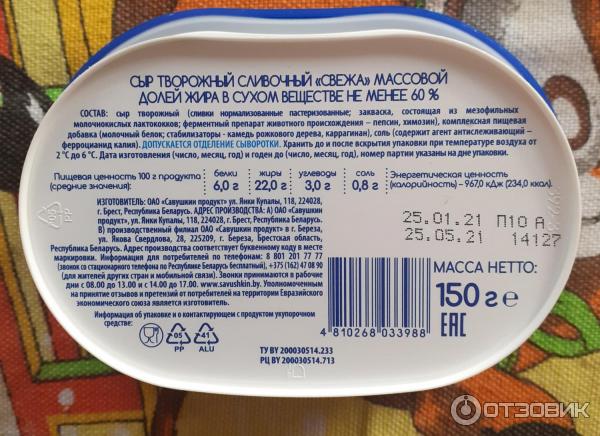 СЫР ТВОРОЖНЫЙ СЛИВОЧНЫЙ «СВЕЖА» МАССОВОЙ
ДОЛЕЙ ЖИРА В СУХОМ ВЕЩЕСТВЕ НЕ МЕНЕЕ 60 %
СОСТАВ: сыр творожный (сливки нормализованные пастеризованные; закваска, состоящая из мезофильных
молочнокислых лактококков; ферментный препарат животного происхождения – пепсин, химозин), комплексная пищевая
добавка (молочный белок; стабилизаторы - камедь рожкового дерева, каррагинан), соль (содержит агент антислеживающий –
ферроцианид калия). ДОПУСКАЕТСЯ ОТДЕЛЕНИЕ СЫВОРОТКИ. Хранить до и после вскрытия упаковки при температуре воздуха от
2 °С до 6 °С. Дата изготовления (число, месяц, год) и годен до (число, месяц, год), номер партии указаны на дне упаковки.
Пищевая ценность 100 г продукта
(средние значения):
белки
6,0 г
жиры
22,0 г
углеводы
3,0 г
соль
0,8 г
Энергетическая ценность
(калорийность) – 967,0 кДж (234,0 ккал).
ИЗГОТОВИТЕЛЬ: ОАО «Савушкин продукт» ул. Янки Купалы, 118, 224028,
г. Брест, Республика Беларусь. АДРЕС ПРОИЗВОДСТВА: А) ОАО «Савушкин
продукт» ул. Янки Купалы, 118, 224028, г. Брест, Республика Беларусь
В) производственный филиал ОАО «Савушкин продукт» в г. Береза,
ул. Якова Свердлова, 28, 225209, г. Береза, Брестская область,
Республика Беларусь. Адрес производства соответствует буквенному коду в месте
маркировки. Информация для потребителей по телефонам: 8 801 201 77 77
(звонок со стационарного телефона по Республике Беларусь бесплатный), +375 (162) 47 08 90
(для жителей других стран и мобильной связи). Звонки принимаются в рабочие
дни с 08.00 до 13.00 и с 14.00 до 17.00. www.savushkin.by. Уполномоченным
на принятие отзывов и претензий от потребителей на территории Евразийского
экономического союза является изготовитель.
25.01.21 П10 А
25.05.21 14127
МАССА НЕТТО:
150 г e
EAC
Информация об упаковке и о контактирующем с продуктом укупорочном
средстве:
05
PP
41
ALU
4 810268 033988
ТУ BY 200030514.233
РЦ BY 200030514.713
ОТЗОВИК